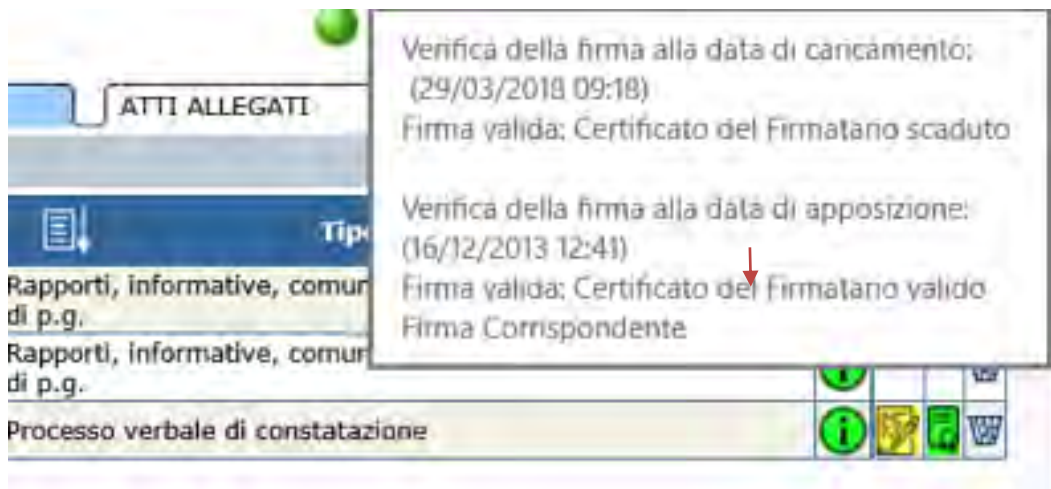 Verifica della firma alla data di caricamento:
(29/03/2018 09:18)
Firma valida: Certificato del Firmatario scaduto
Verifica della firma alla data di apposizione:
(16/12/2013 12:41)
Firma valida: Certificato del Firmatario valido
Firma Corrispondente
ATTI ALLEGATI
Tipo
Rapporti, informative, comun
di p.g.
Rapporti, informative, comun
di p.g.
Processo verbale di constatazione